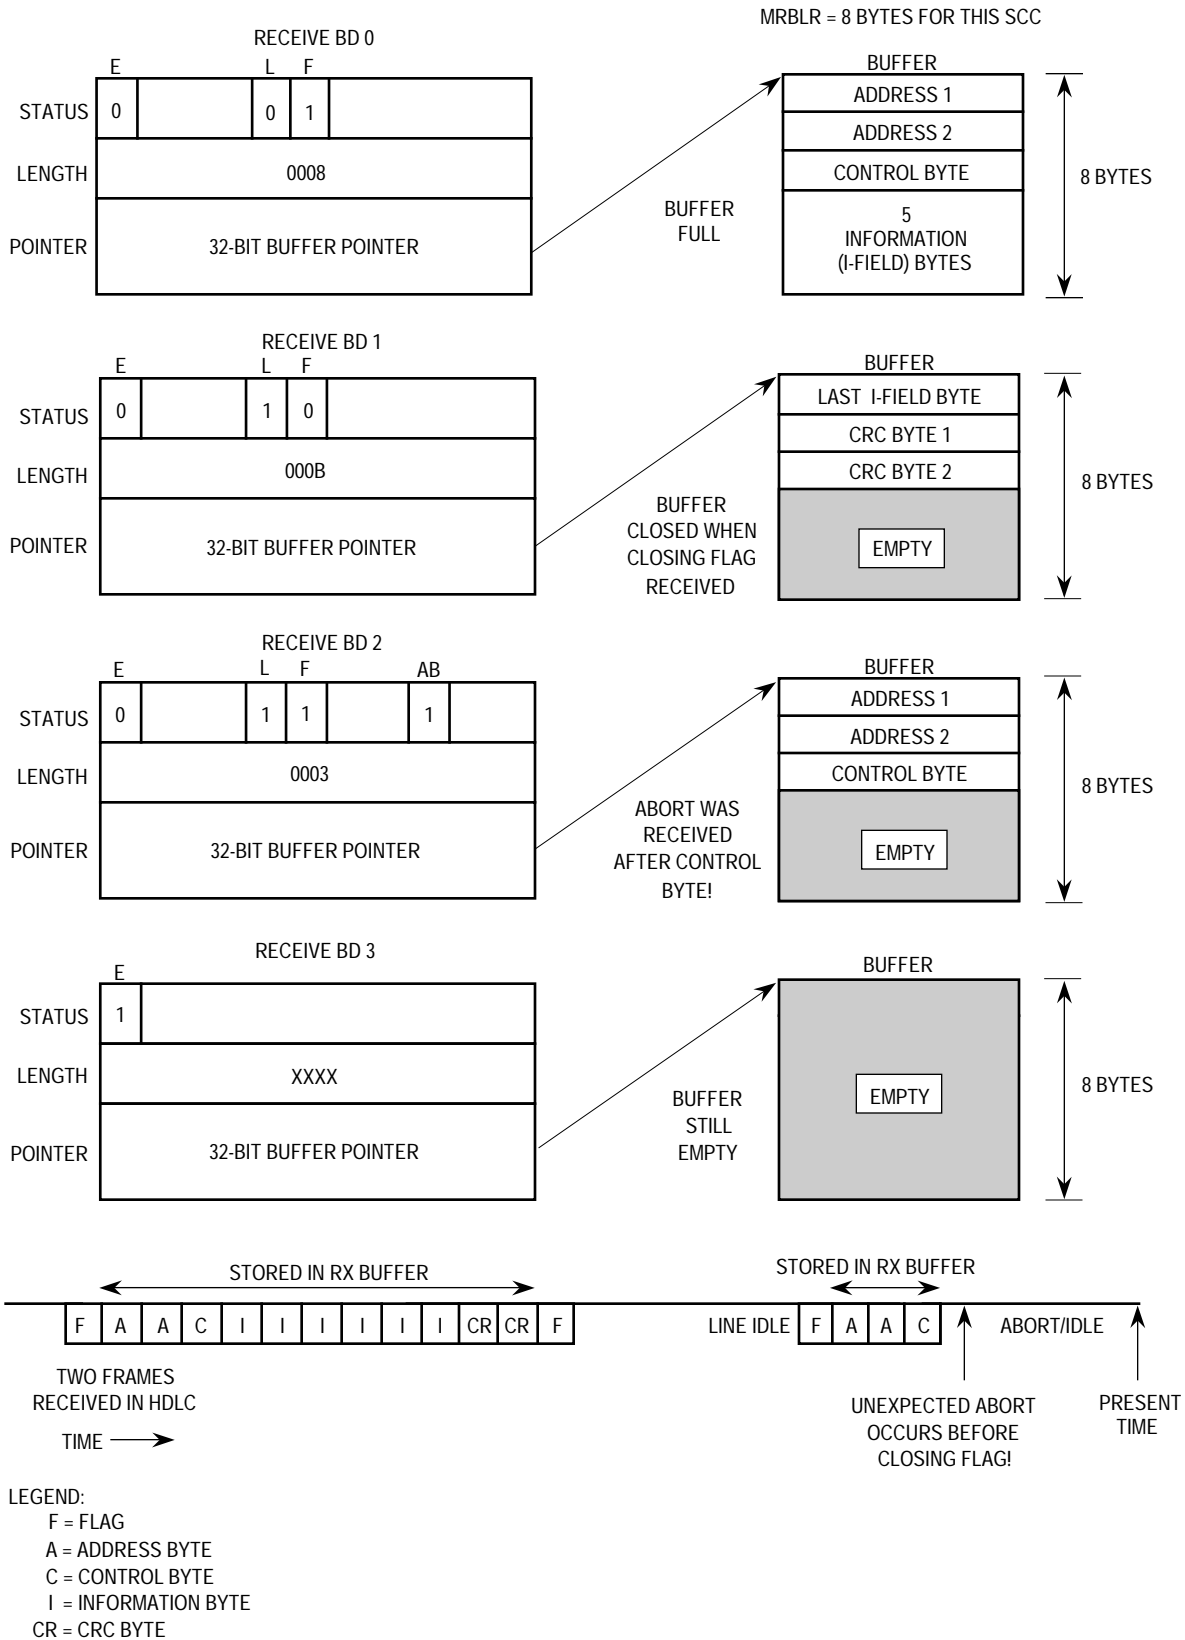 MRBLR = 8 BYTES FOR THIS SCC
RECEIVE BD 0
E L F
STATUS 0 0 1
LENGTH 0008
POINTER 32-BIT BUFFER POINTER
BUFFER
FULL
BUFFER
ADDRESS 1
ADDRESS 2
CONTROL BYTE
5
INFORMATION
(I-FIELD) BYTES
8 BYTES
RECEIVE BD 1
E L F
STATUS 0 1 0
LENGTH 000B
POINTER 32-BIT BUFFER POINTER
BUFFER
CLOSED WHEN
CLOSING FLAG
RECEIVED
BUFFER
LAST I-FIELD BYTE
CRC BYTE 1
CRC BYTE 2
EMPTY
8 BYTES
RECEIVE BD 2
E L F AB
STATUS 0 1 1 1
LENGTH 0003
POINTER 32-BIT BUFFER POINTER
ABORT WAS
RECEIVED
AFTER CONTROL
BYTE!
BUFFER
ADDRESS 1
ADDRESS 2
CONTROL BYTE
EMPTY
8 BYTES
RECEIVE BD 3
E
STATUS 1
LENGTH XXXX
POINTER 32-BIT BUFFER POINTER
BUFFER
STILL
EMPTY
BUFFER
EMPTY
8 BYTES
STORED IN RX BUFFER STORED IN RX BUFFER
F A A C I I I I I I CR CR F LINE IDLE F A A C ABORT/IDLE
TWO FRAMES
RECEIVED IN HDLC
TIME
UNEXPECTED ABORT
OCCURS BEFORE
CLOSING FLAG!
PRESENT
TIME
LEGEND:
F = FLAG
A = ADDRESS BYTE
C = CONTROL BYTE
I = INFORMATION BYTE
CR = CRC BYTE